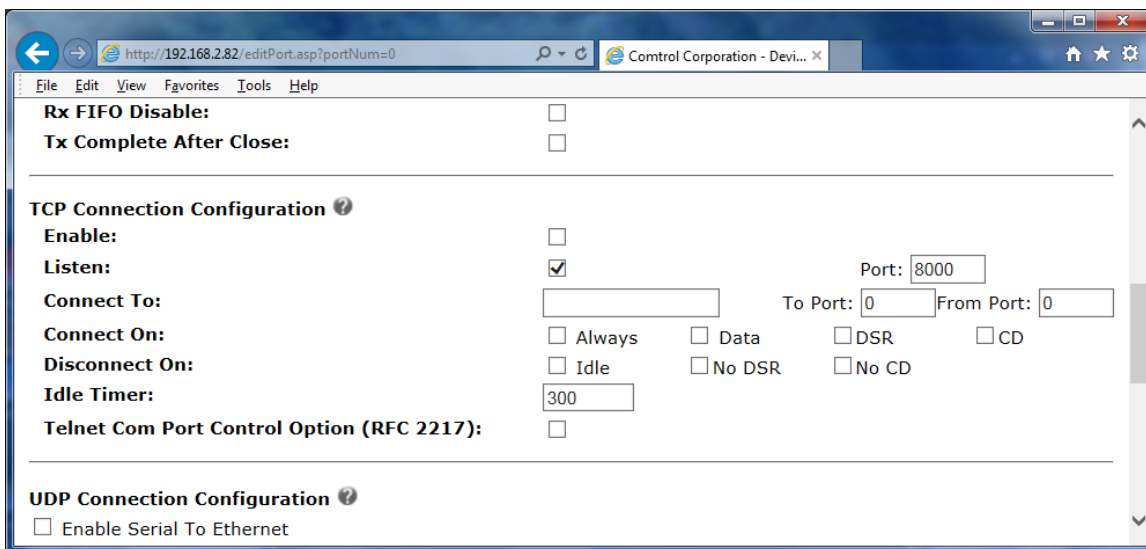 http://192.168.2.82/editPort.asp?portNum=0
Comtrol Corporation - Devi...
File Edit View Favorites Tools Help
Rx FIFO Disable:
Tx Complete After Close:
TCP Connection Configuration ?
Enable:
Listen: Port: 8000
Connect To: To Port: 0 From Port: 0
Connect On: Always Data DSR CD
Disconnect On: Idle No DSR No CD
Idle Timer: 300
Telnet Com Port Control Option (RFC 2217):
UDP Connection Configuration ?
Enable Serial To Ethernet